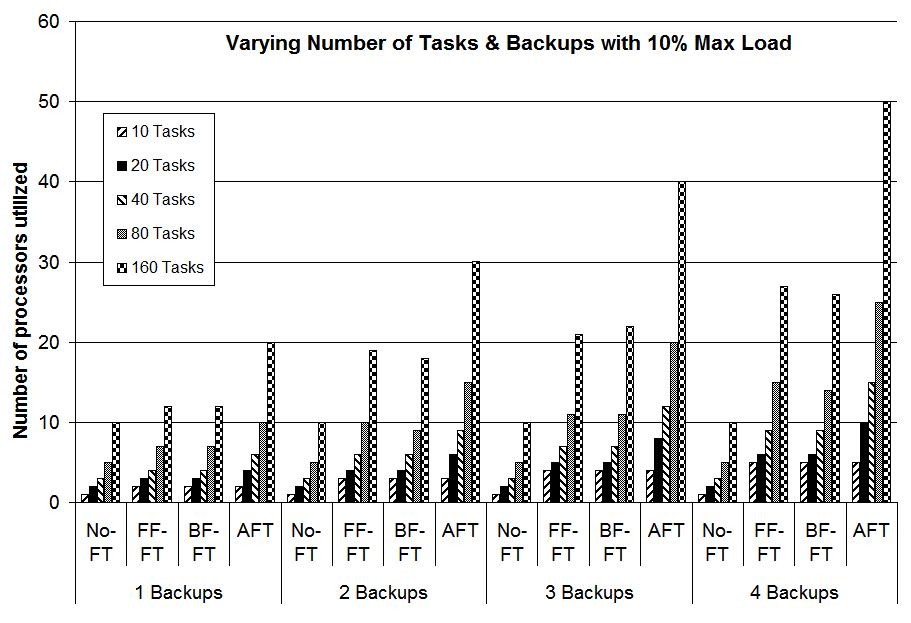 Varying Number of Tasks & Backups with 10% Max Load
Number of processors utilized
60
50
40
30
20
10
0
10 Tasks
20 Tasks
40 Tasks
80 Tasks
160 Tasks
No-
FT
FF-
FT
BF-
FT
AFT
No-
FT
FF-
FT
BF-
FT
AFT
No-
FT
FF-
FT
BF-
FT
AFT
No-
FT
FF-
FT
BF-
FT
AFT
1 Backups
2 Backups
3 Backups
4 Backups